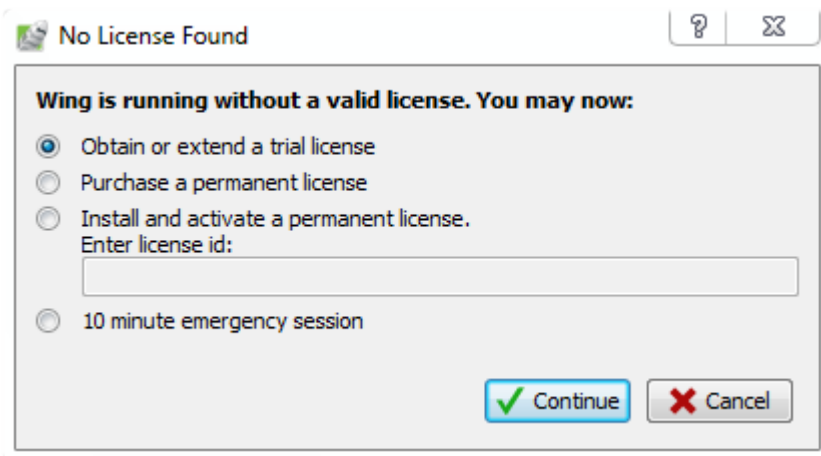 No License Found
Wing is running without a valid license. You may now:
Obtain or extend a trial license
Purchase a permanent license
Install and activate a permanent license.
Enter license id:
10 minute emergency session
Continue
Cancel